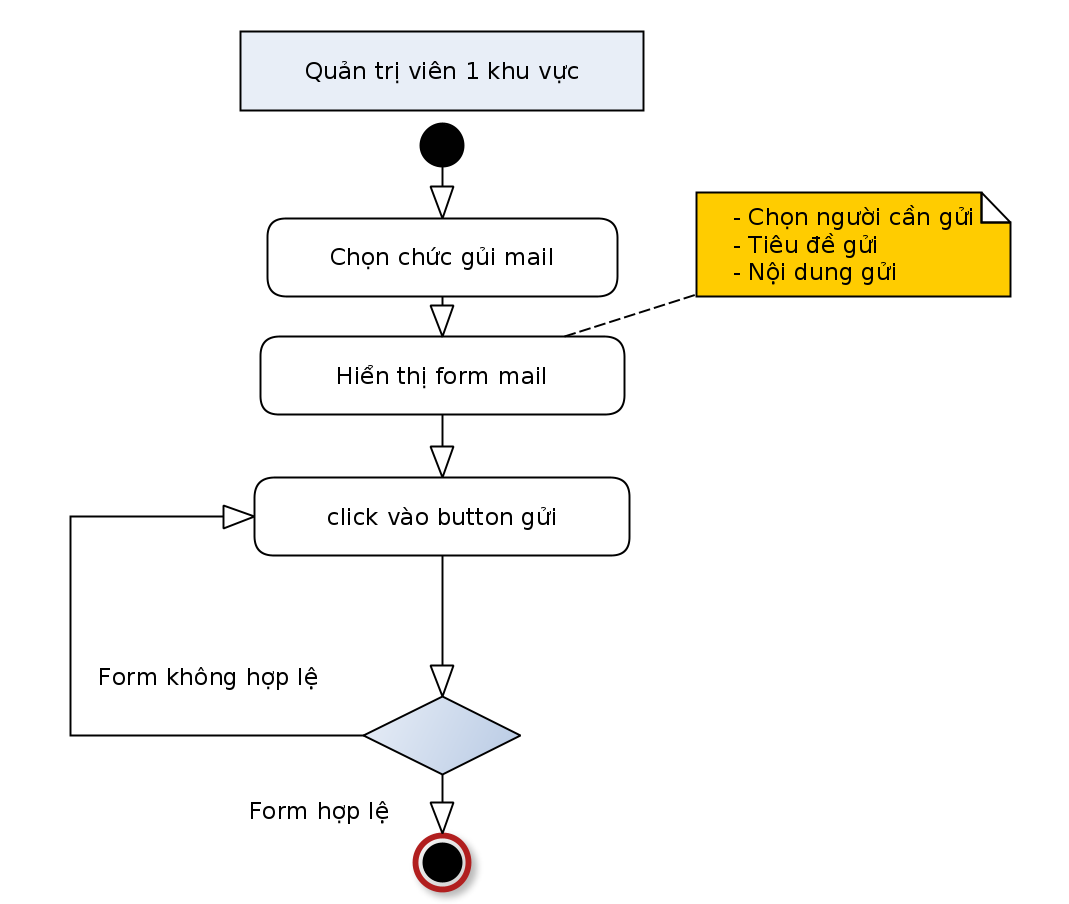 Quản trị viên 1 khu vực
Chọn chức gủi mail
- Chọn người cần gửi
- Tiêu đề gửi
- Nội dung gửi
Hiển thị form mail
click vào button gửi
Form không hợp lệ
Form hợp lệ